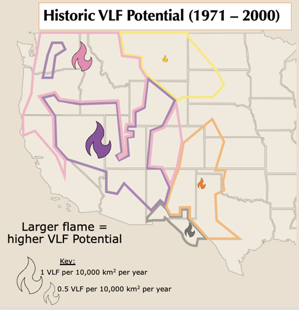 Historic VLF Potential (1971 – 2000)
Larger flame =
higher VLF Potential
Key:
1 VLF per 10,000 km² per year
0.5 VLF per 10,000 km² per year